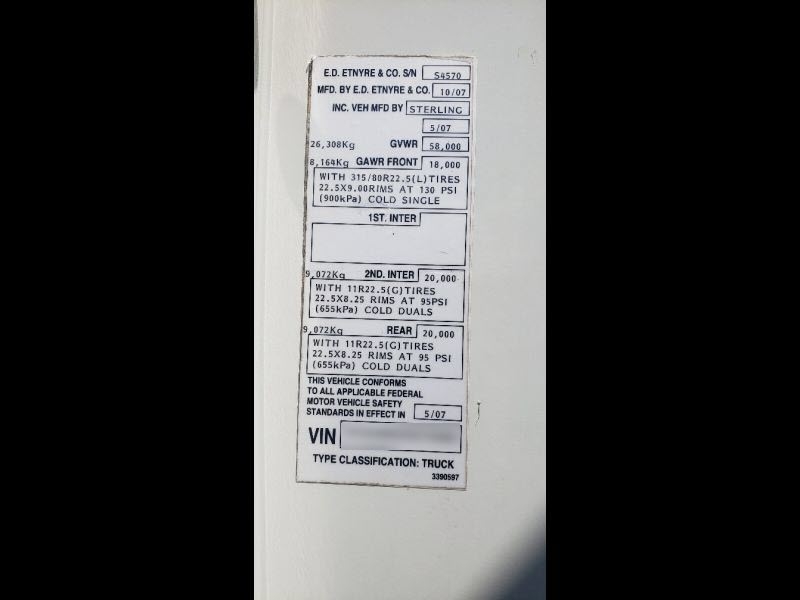 E.D. ETNYRE & CO. S/N S4570
MFD. BY E.D. ETNYRE & CO. 10/07
INC. VEH MFD BY STERLING
5/07
26,308Kg GVWR 58,000
8,164Kg GAWR FRONT 18,000
WITH 315/80R22.5(L)TIRES
22.5X9.00RIMS AT 130 PSI
(900kPa) COLD SINGLE
1ST. INTER
9,072Kg 2ND. INTER 20,000
WITH 11R22.5(G)TIRES
22.5X8.25 RIMS AT 95PSI
(655kPa) COLD DUALS
9,072Kg REAR 20,000
WITH 11R22.5(G)TIRES
22.5X8.25 RIMS AT 95 PSI
(655kPa) COLD DUALS
THIS VEHICLE CONFORMS
TO ALL APPLICABLE FEDERAL
MOTOR VEHICLE SAFETY
STANDARDS IN EFFECT IN 5/07
VIN
TYPE CLASSIFICATION: TRUCK
3390597